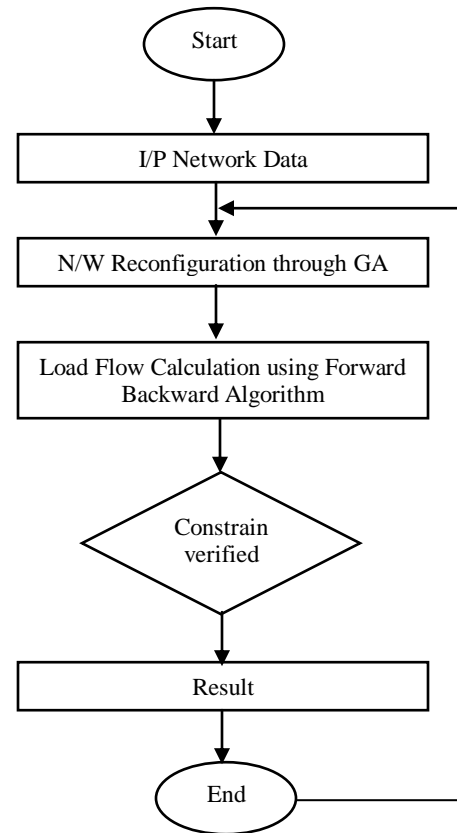 Start
I/P Network Data
N/W Reconfiguration through GA
Load Flow Calculation using Forward
Backward Algorithm
Constrain
verified
Result
End